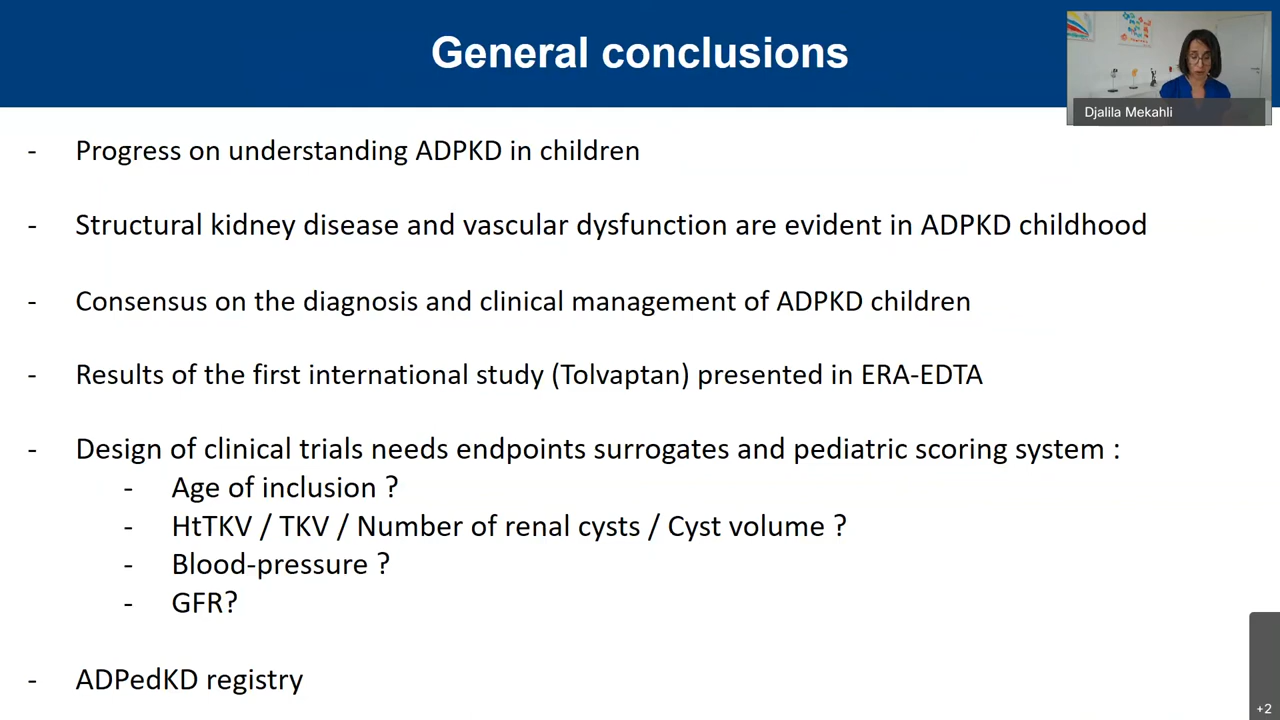 General conclusions
Djalila Mekahli
- Progress on understanding ADPKD in children
- Structural kidney disease and vascular dysfunction are evident in ADPKD childhood
- Consensus on the diagnosis and clinical management of ADPKD children
- Results of the first international study (Tolvaptan) presented in ERA-EDTA
- Design of clinical trials needs endpoints surrogates and pediatric scoring system :
- Age of inclusion ?
- HtTKV / TKV / Number of renal cysts / Cyst volume ?
- Blood-pressure ?
- GFR?
- ADPedKD registry
+2